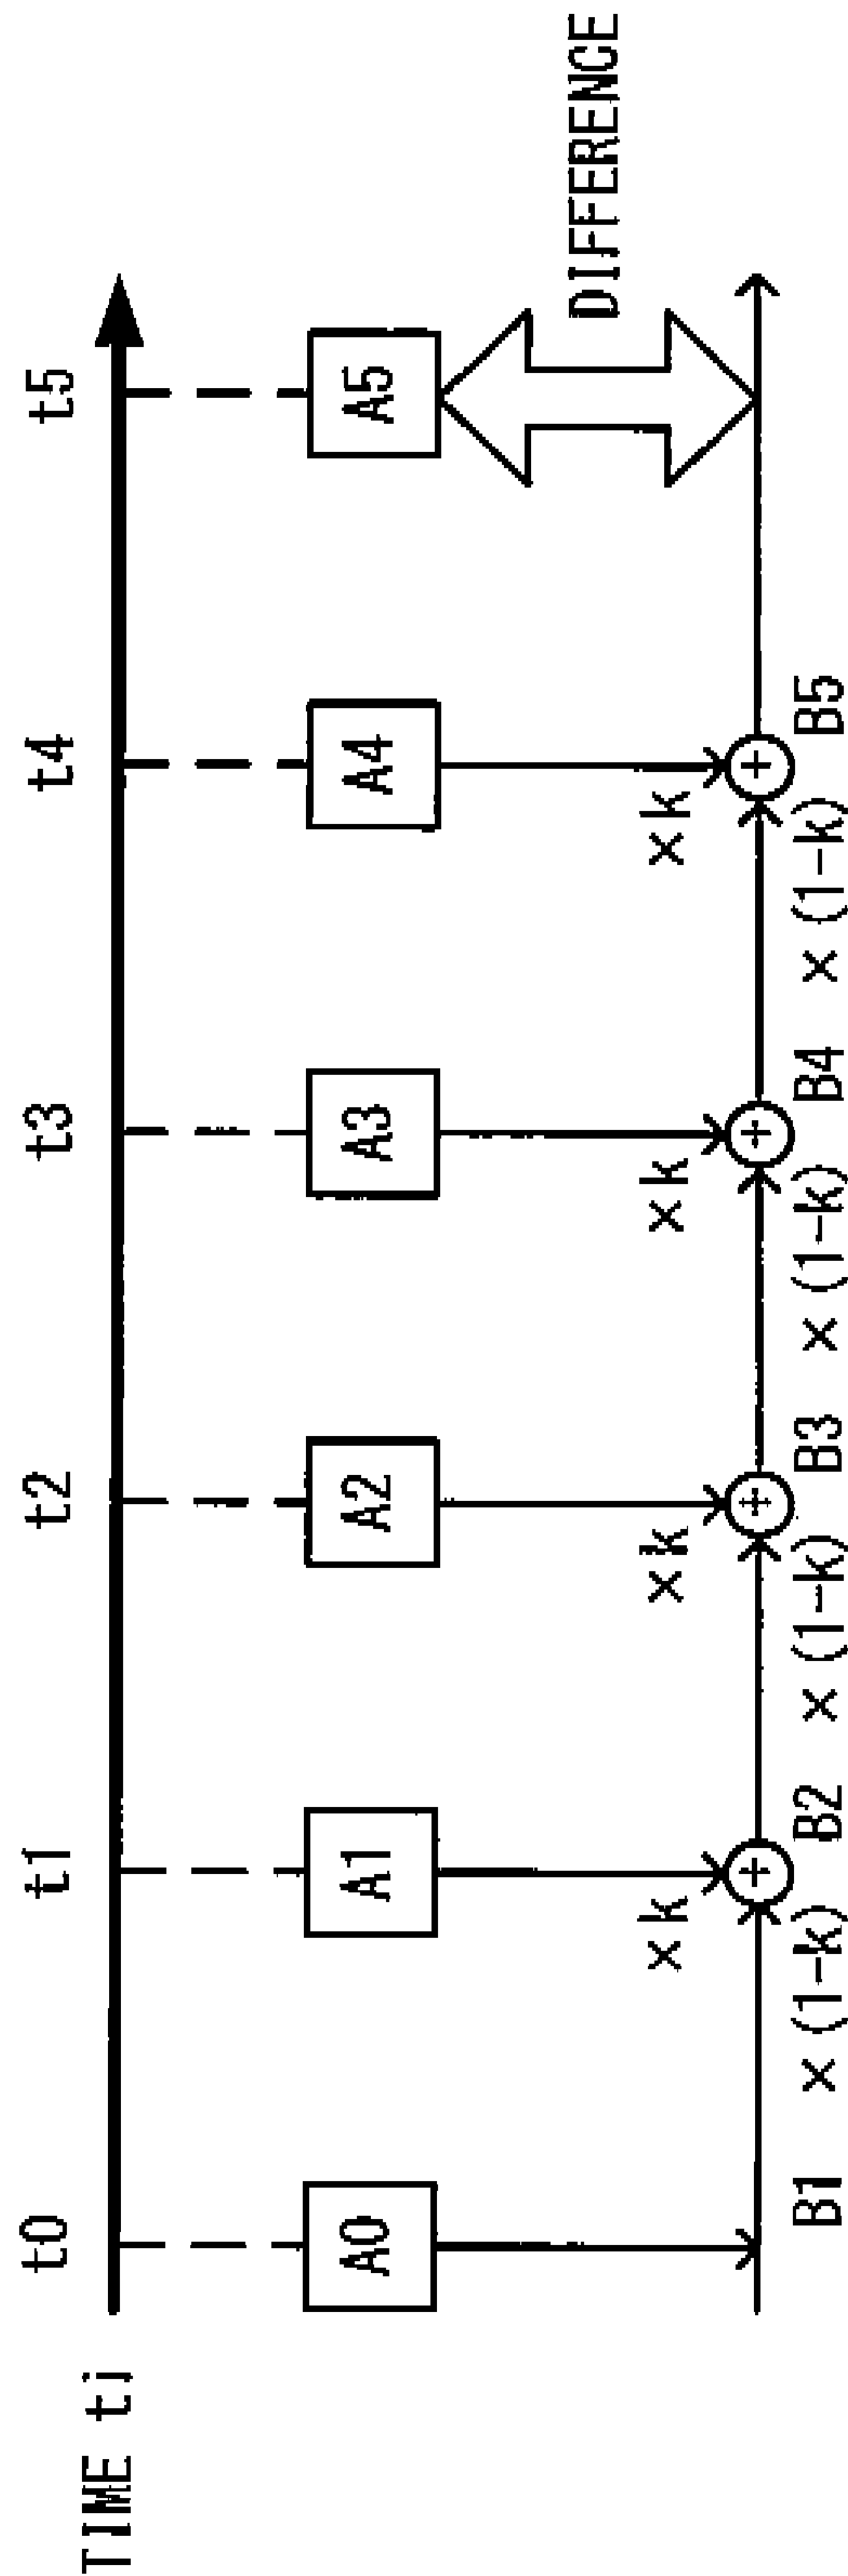 TIME tj
t0 t1 t2 t3 t4 t5
A0 A1 A2 A3 A4 A5
DIFFERENCE
×k ×k ×k ×k
B1 ×(1-k) B2 ×(1-k) B3 ×(1-k) B4 ×(1-k) B5
+ + + +